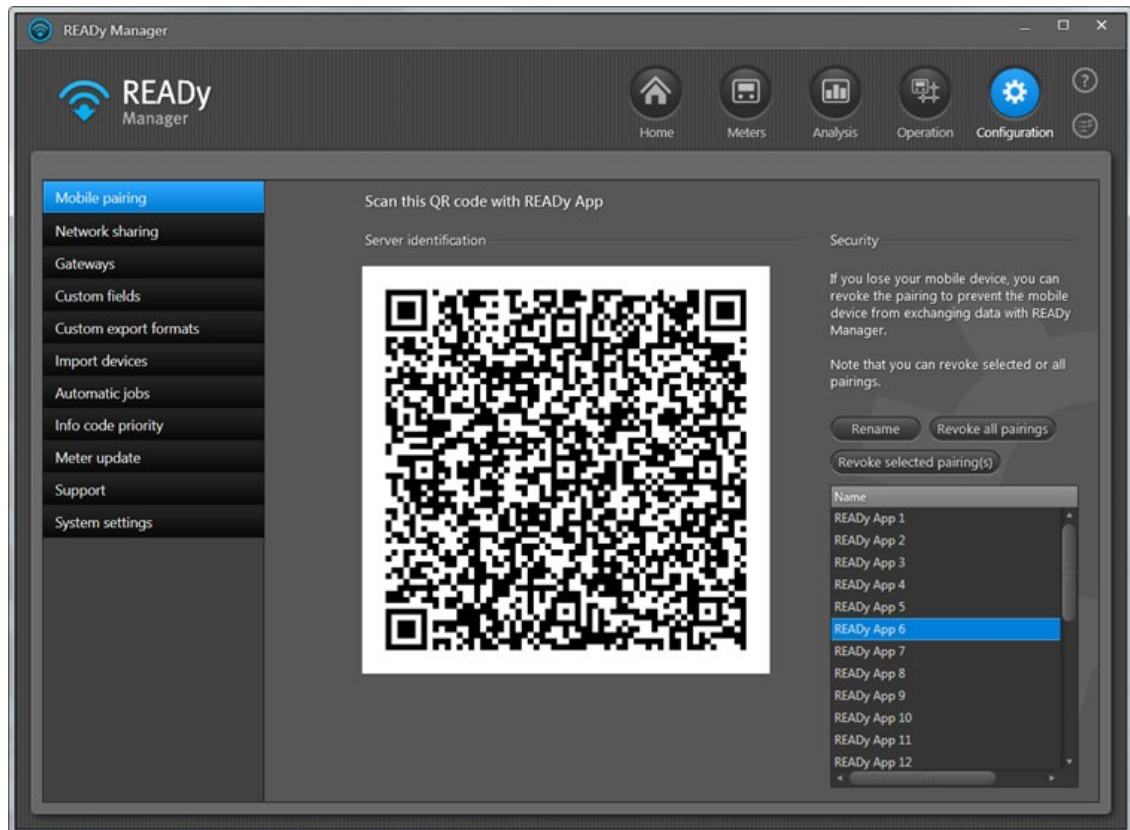 READy Manager
READy
Manager
Home
Meters
Analysis
Operation
Configuration
Mobile pairing
Network sharing
Gateways
Custom fields
Custom export formats
Import devices
Automatic jobs
Info code priority
Meter update
Support
System settings
Scan this QR code with READy App
Server identification
Security
If you lose your mobile device, you can
revoke the pairing to prevent the mobile
device from exchanging data with READy
Manager.
Note that you can revoke selected or all
pairings.
Rename
Revoke all pairings
Revoke selected pairing(s)
Name
READy App 1
READy App 2
READy App 3
READy App 4
READy App 5
READy App 6
READy App 7
READy App 8
READy App 9
READy App 10
READy App 11
READy App 12